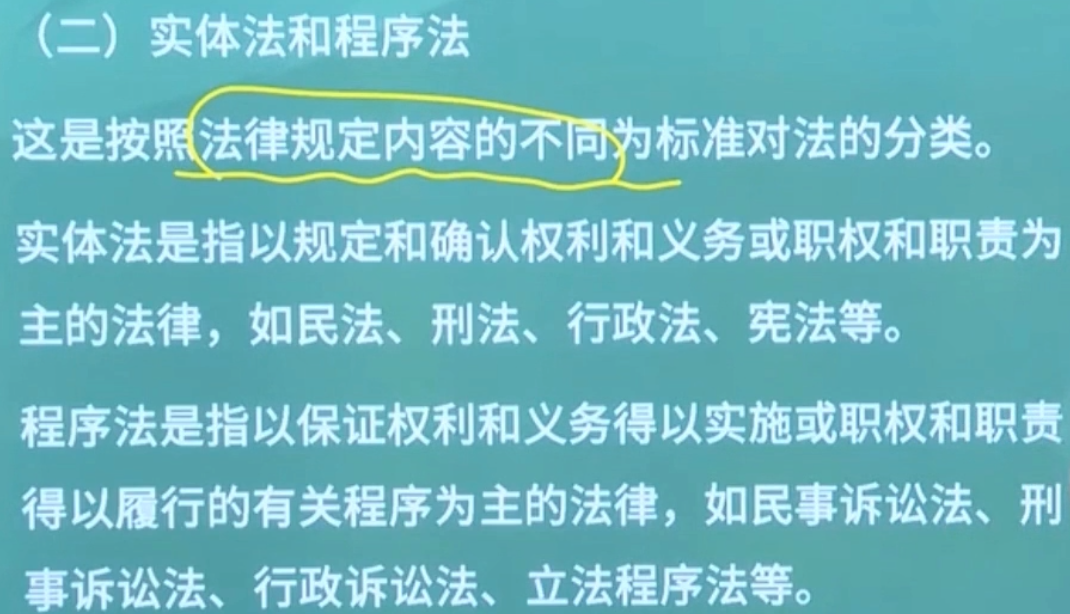 （二）实体法和程序法
这是按照法律规定内容的不同为标准对法的分类。
实体法是指以规定和确认权利和义务或职权和职责为
主的法律，如民法、刑法、行政法、宪法等。
程序法是指以保证权利和义务得以实施或职权和职责
得以履行的有关程序为主的法律，如民事诉讼法、刑
事诉讼法、行政诉讼法、立法程序法等。